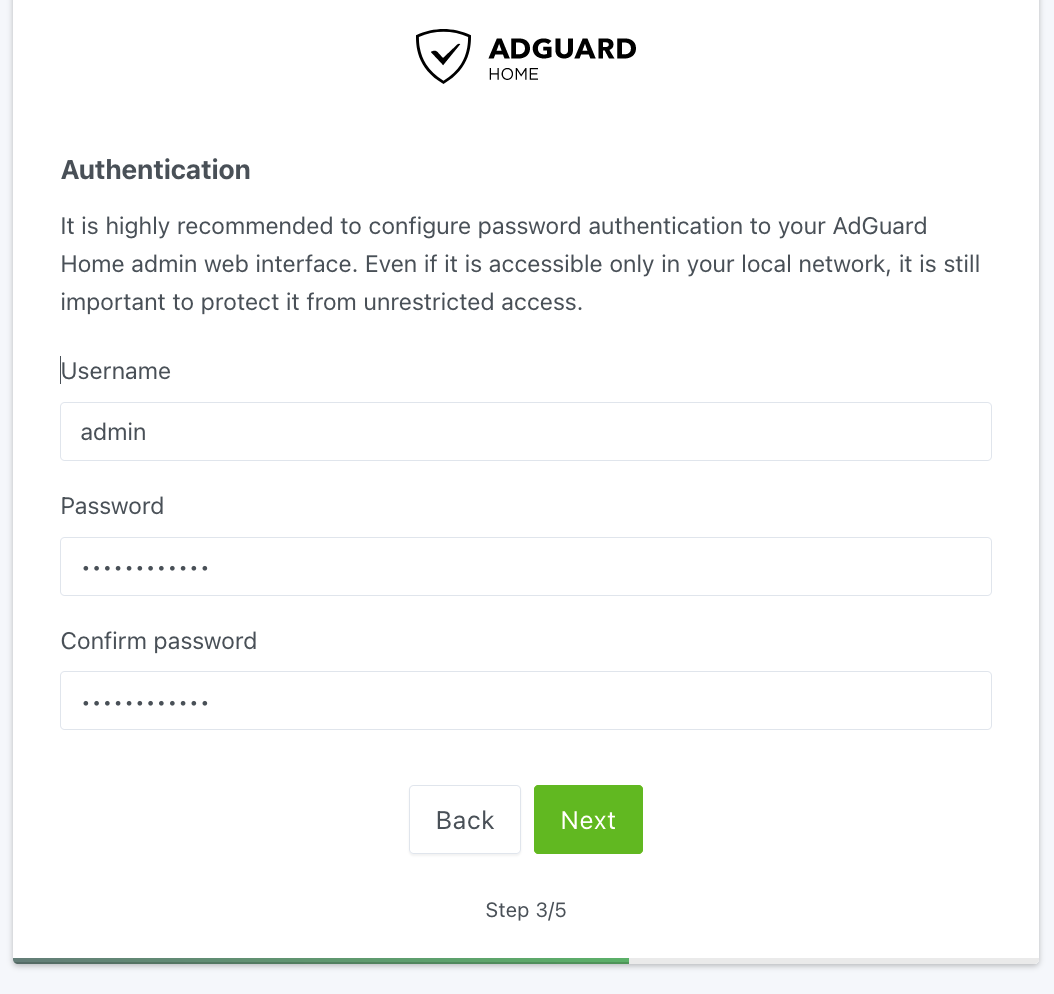 ADGUARD
HOME
Authentication
It is highly recommended to configure password authentication to your AdGuard
Home admin web interface. Even if it is accessible only in your local network, it is still
important to protect it from unrestricted access.
Username
admin
Password
••••••••••••
Confirm password
••••••••••••
Back Next
Step 3/5